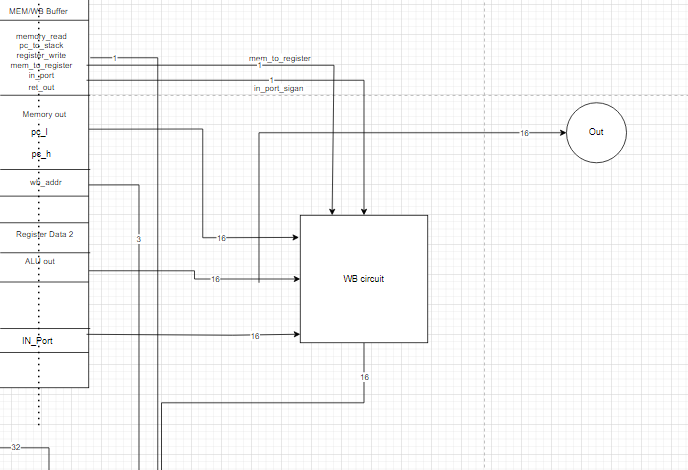 MEM/WB Buffer
memory_read
pc_to_stack
register_write
mem_to_register
in_port
ret_out
1
mem_to_register
1
1
in_port_sigan
Memory out
pc_l
pc_h
16
Out
wb_addr
Register Data 2
3
16
ALU out
16
WB circuit
IN_Port
16
16
32